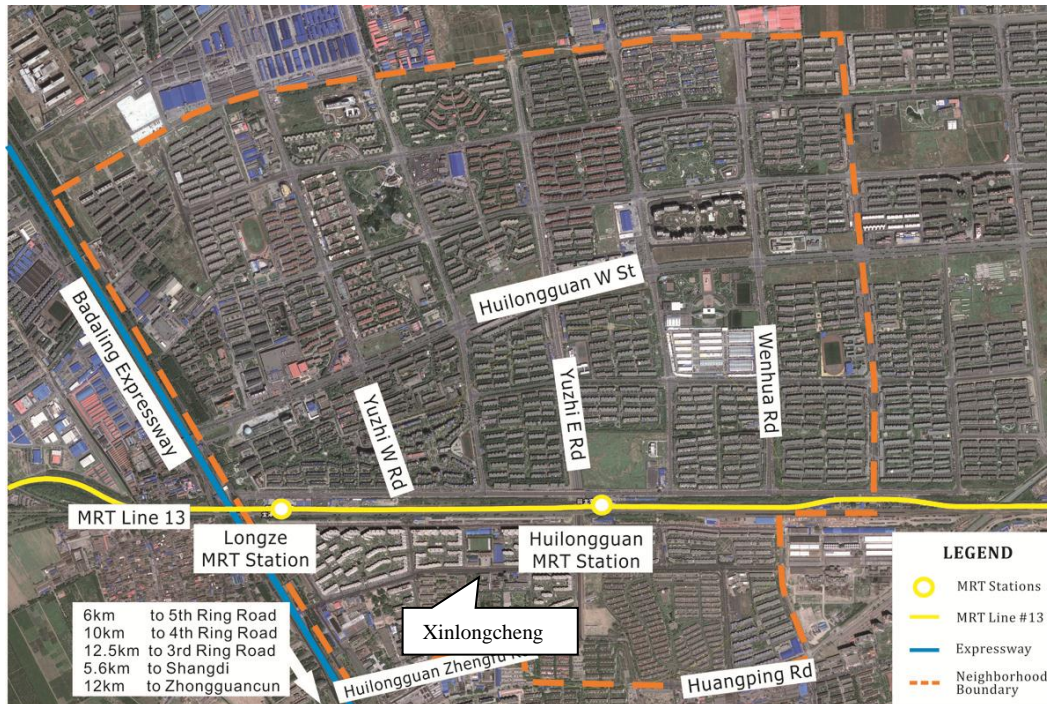 Huilongguan W St
Badaling Expressway
Yuzhi W Rd
Yuzhi E Rd
Wenhua Rd
MRT Line 13
Longze
MRT Station
Huilongguan
MRT Station
Xinlongcheng
6km to 5th Ring Road
10km to 4th Ring Road
12.5km to 3rd Ring Road
5.6km to Shangdi
12km to Zhongguancun
Huilongguan Zhengfu
Huangping Rd
LEGEND
MRT Stations
MRT Line #13
Expressway
Neighborhood
Boundary